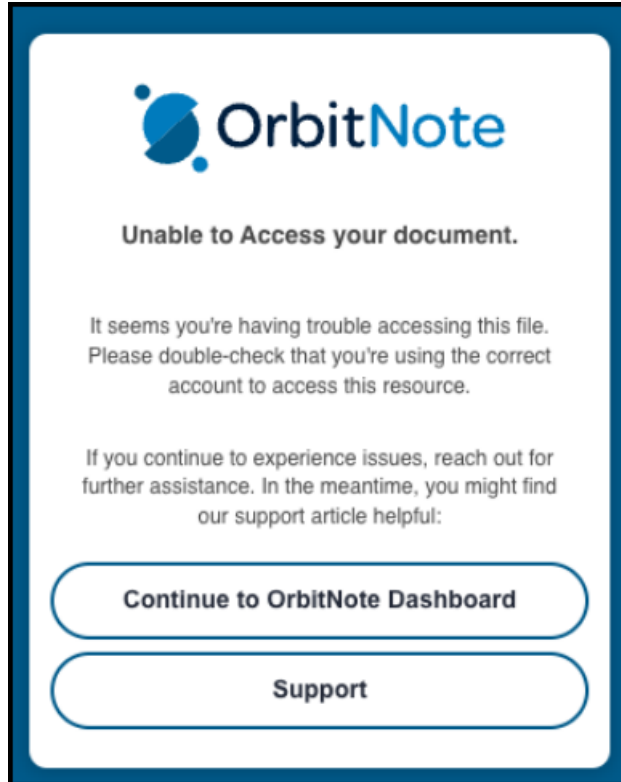 OrbitNote
Unable to Access your document.
It seems you're having trouble accessing this file.
Please double-check that you're using the correct
account to access this resource.
If you continue to experience issues, reach out for
further assistance. In the meantime, you might find
our support article helpful:
Continue to OrbitNote Dashboard
Support